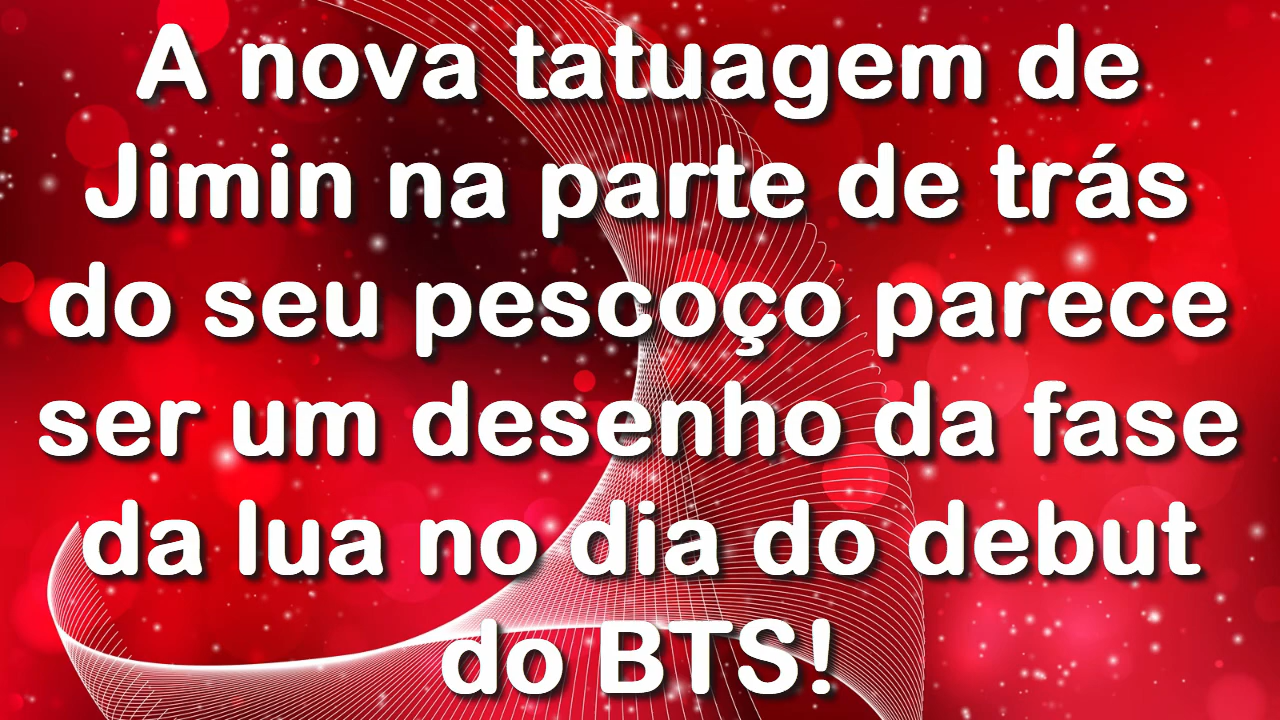 A nova tatuagem de
Jimin na parte de trás
do seu pescoço parece
ser um desenho da fase
da lua no dia do debut
do BTS!